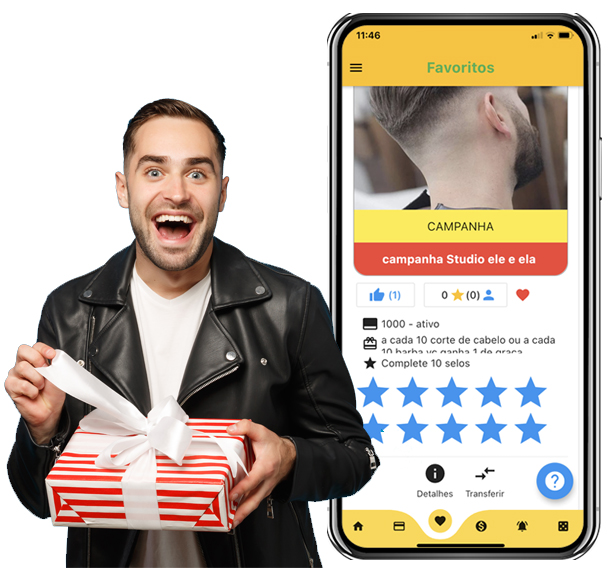 11:46
Favoritos
CAMPANHA
campanha Studio ele e ela
(1)
0 (0)
1000 - ativo
a cada 10 corte de cabelo ou a cada
10 barba vc ganha 1 de graça
Complete 10 selos
Detalhes Transferir
?